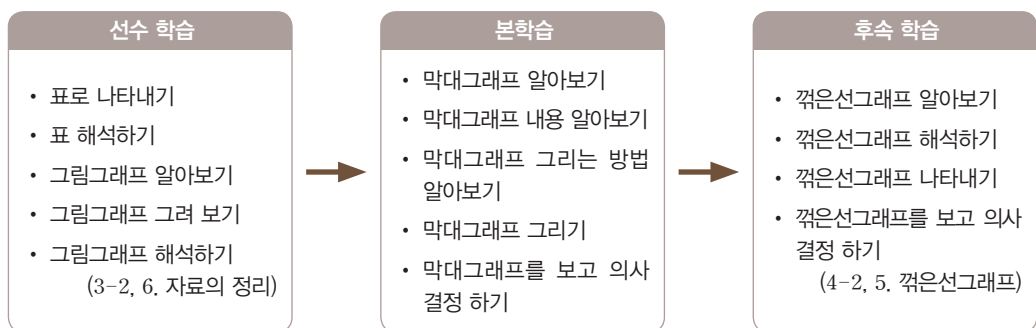 선수 학습
• 표로 나타내기
• 표 해석하기
• 그림그래프 알아보기
• 그림그래프 그려 보기
• 그림그래프 해석하기
(3-2, 6. 자료의 정리)
본학습
• 막대그래프 알아보기
• 막대그래프 내용 알아보기
• 막대그래프 그리는 방법
알아보기
• 막대그래프 그리기
• 막대그래프를 보고 의사
결정 하기
후속 학습
• 꺾은선그래프 알아보기
• 꺾은선그래프 해석하기
• 꺾은선그래프 나타내기
• 꺾은선그래프를 보고 의사
결정 하기
(4-2, 5. 꺾은선그래프)